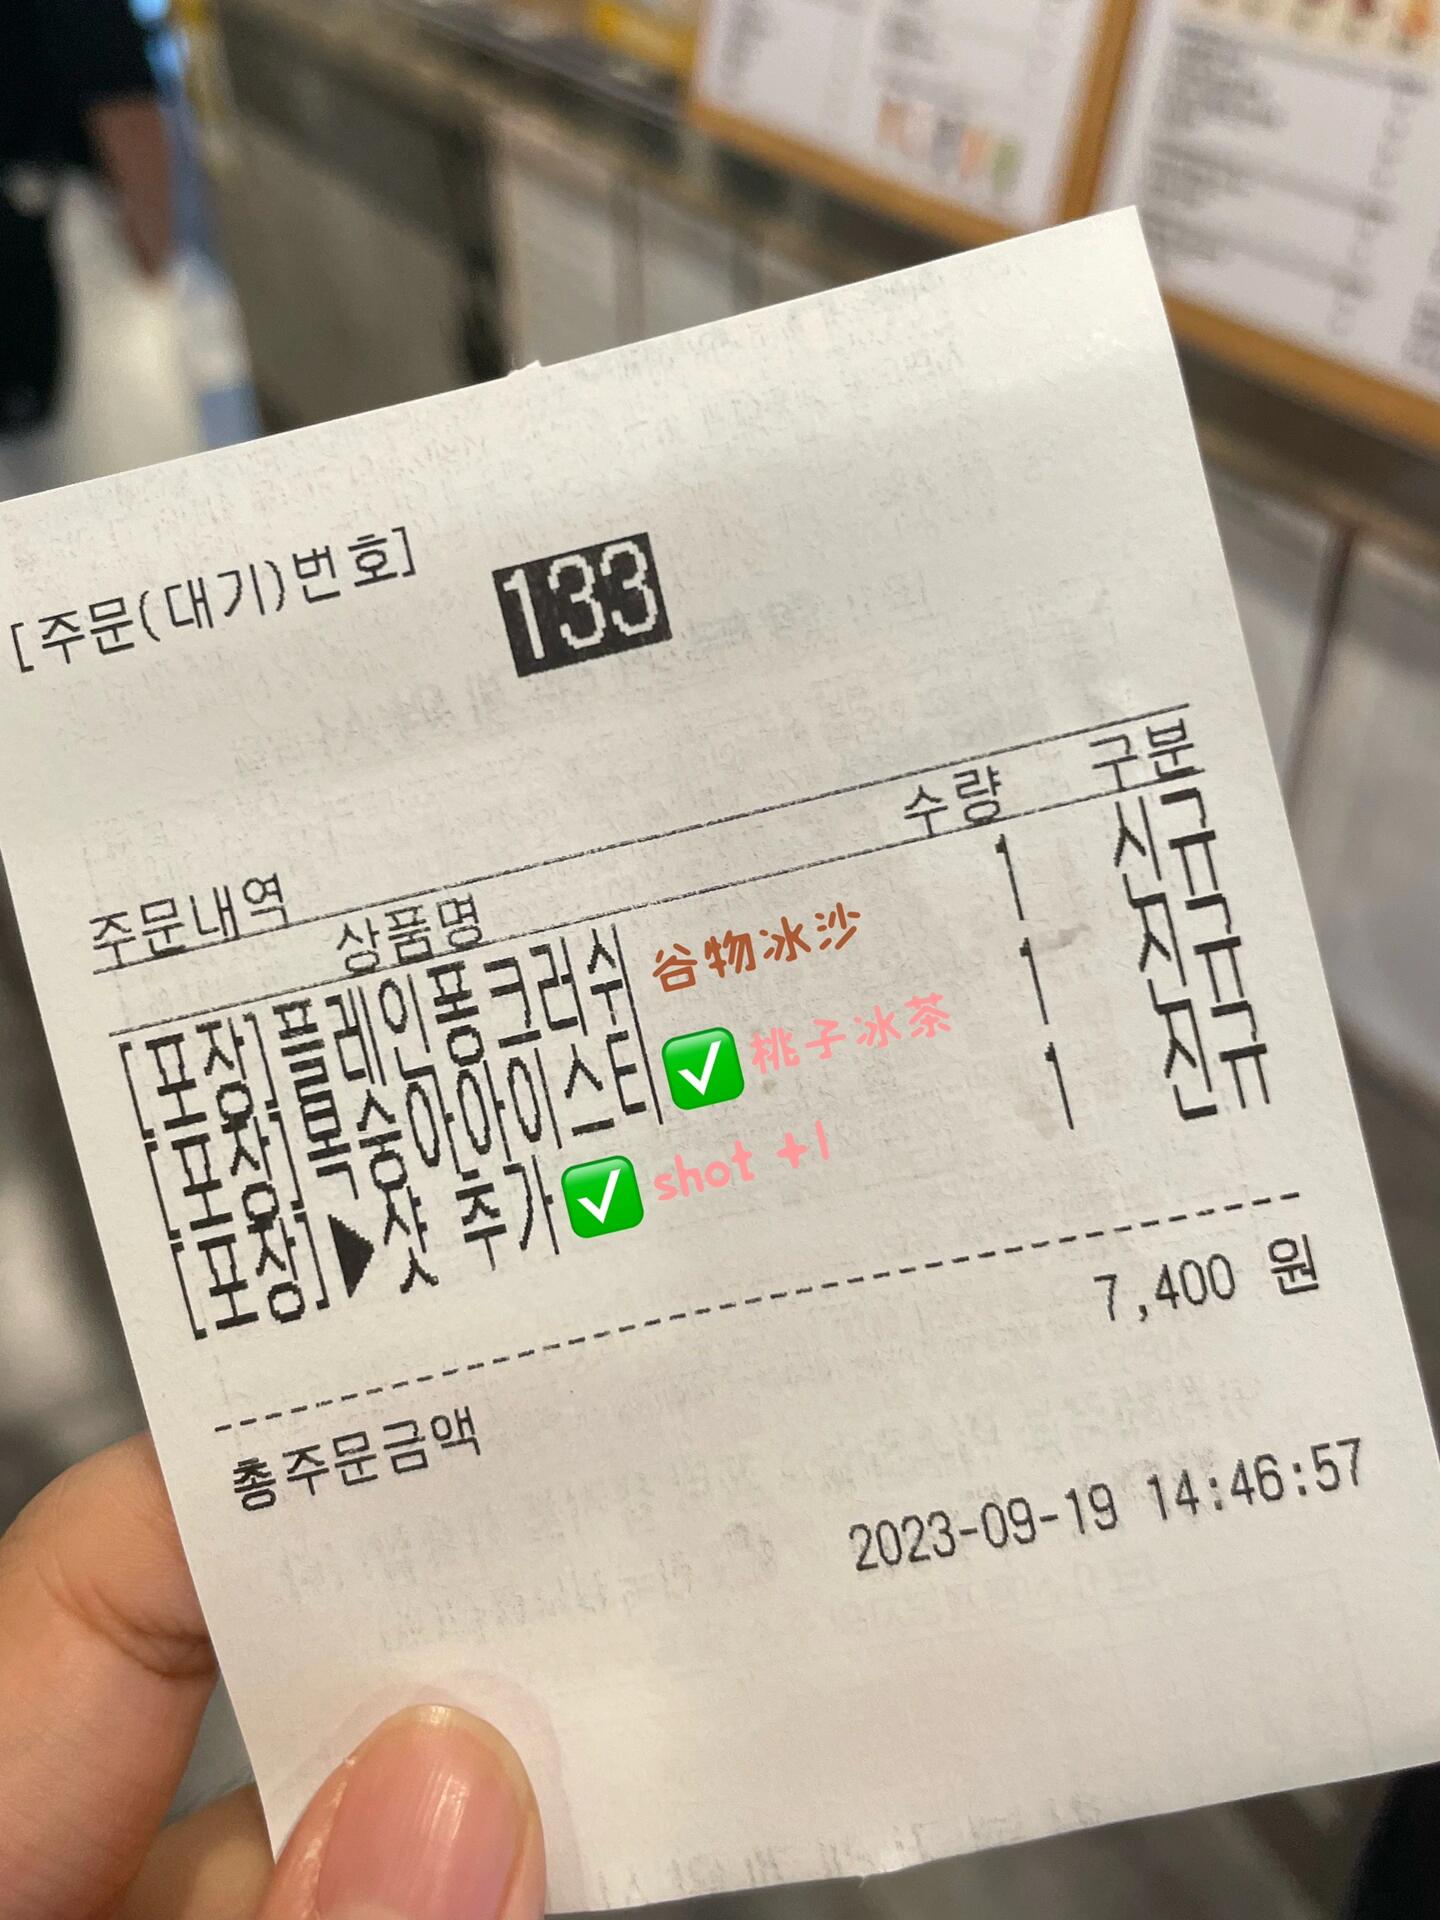 [주문(대기)번호] 133
주문내역
상품명 수량 구분
[포장]플레인퐁크러쉬 谷物冰沙 1 신규
[포장]복숭아아이스티 ✅ 桃子冰茶 1 신규
[포장]▶샷 추가 ✅ shot +1 1 신규
7,400 원
총주문금액
2023-09-19 14:46:57